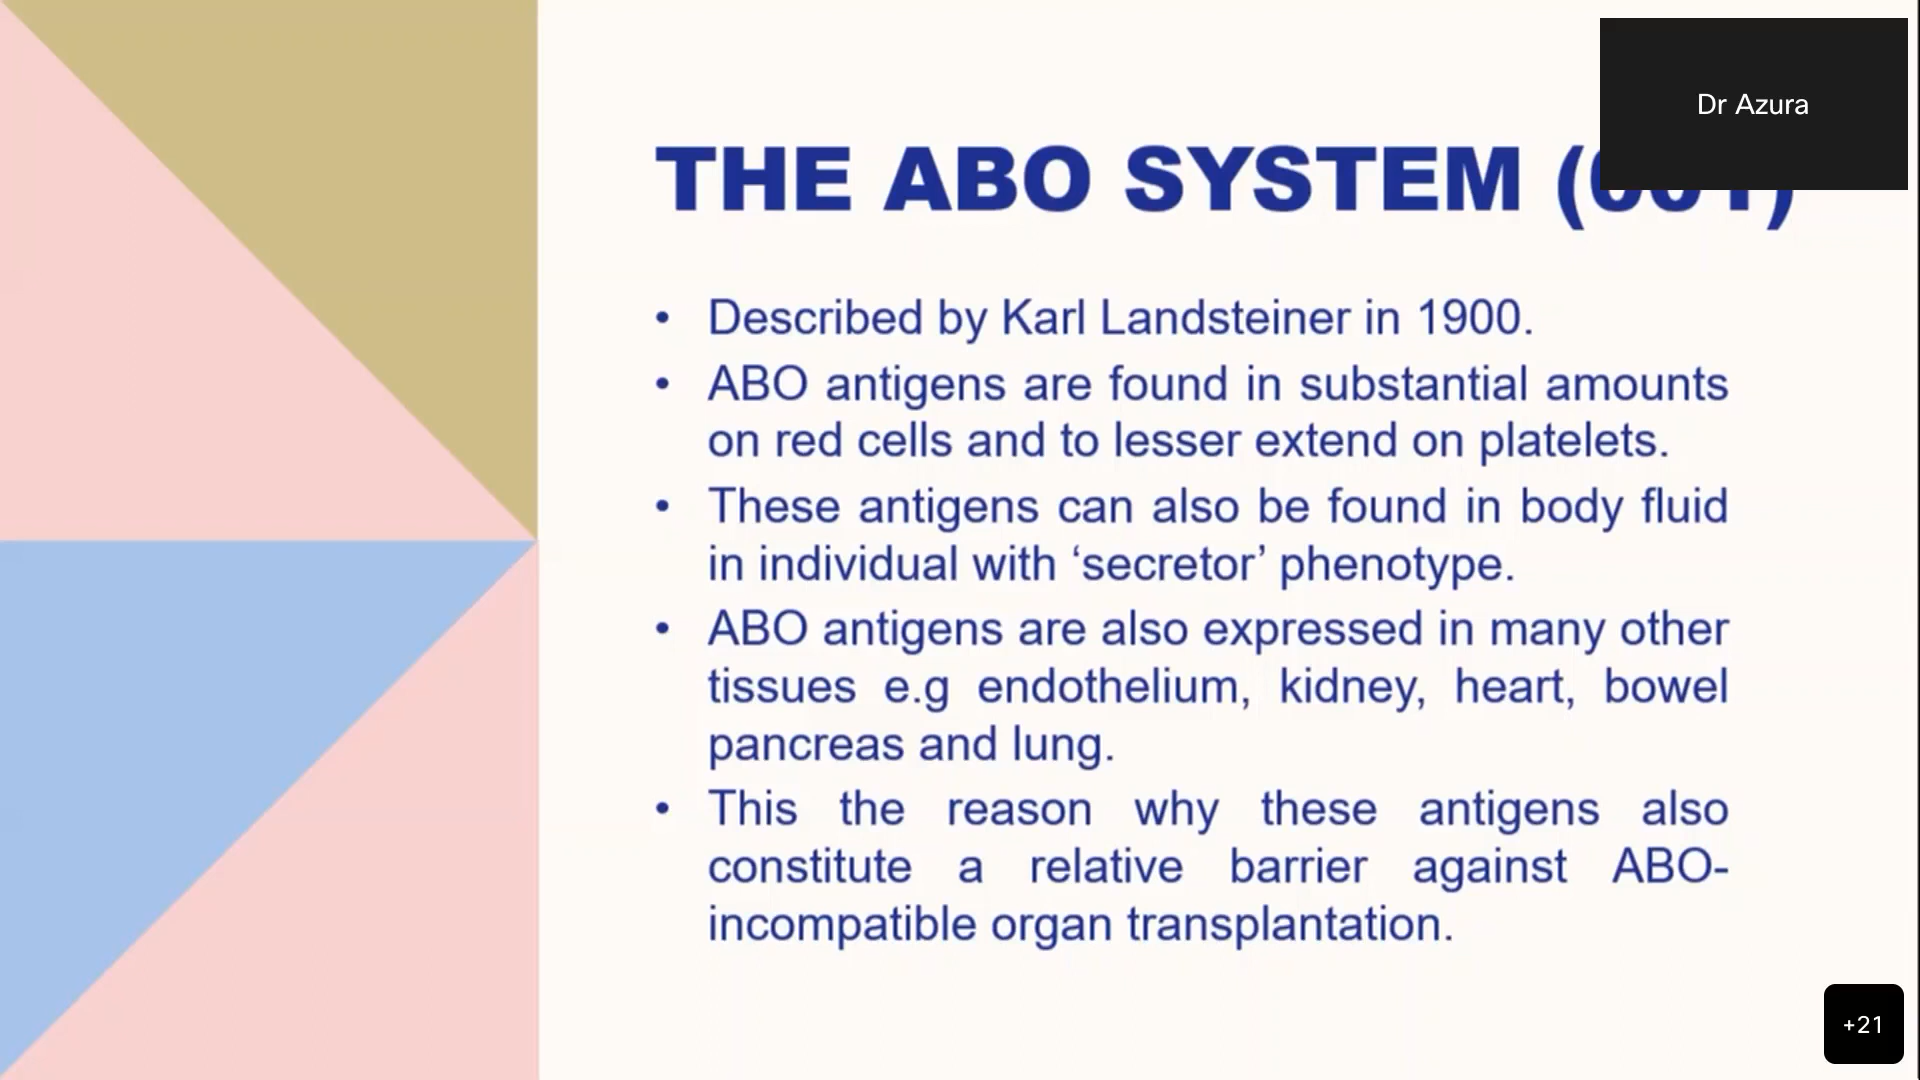 Dr Azura
THE ABO SYSTEM
• Described by Karl Landsteiner in 1900.
• ABO antigens are found in substantial amounts
on red cells and to lesser extend on platelets.
• These antigens can also be found in body fluid
in individual with ‘secretor’ phenotype.
• ABO antigens are also expressed in many other
tissues e.g endothelium, kidney, heart, bowel
pancreas and lung.
• This the reason why these antigens also
constitute a relative barrier against ABO-
incompatible organ transplantation.
+21